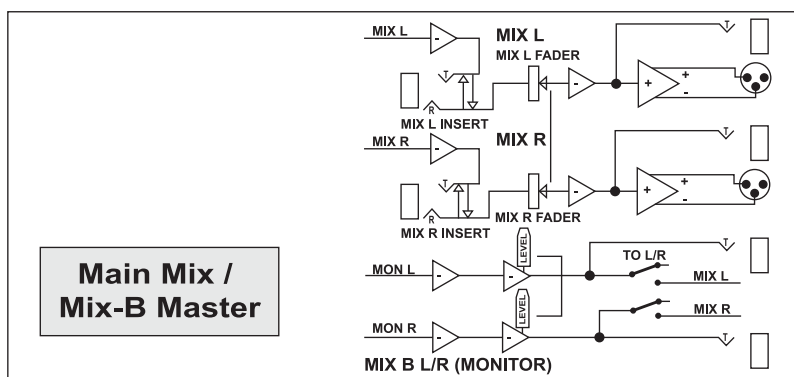 MIX L
MIX L
MIX L FADER
T
-
-
+
+
-
R
MIX L INSERT
MIX R
MIX R
T
-
T
-
+
+
-
R
MIX R INSERT
MIX R FADER
T
LEVEL
TO L/R
T
MON L
-
-
MIX L
Main Mix /
Mix-B Master
LEVEL
MIX R
MON R
-
-
T
MIX B L/R (MONITOR)